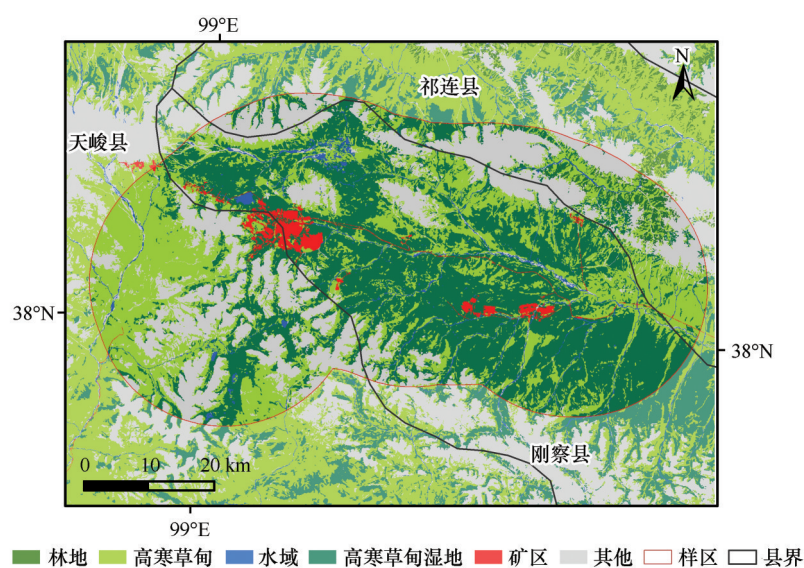 99°E
N
祁连县
天峻县
38°N
38°N
刚察县
0 10 20 km
99°E
林地 高寒草甸 水域 高寒草甸湿地 矿区 其他 样区 县界